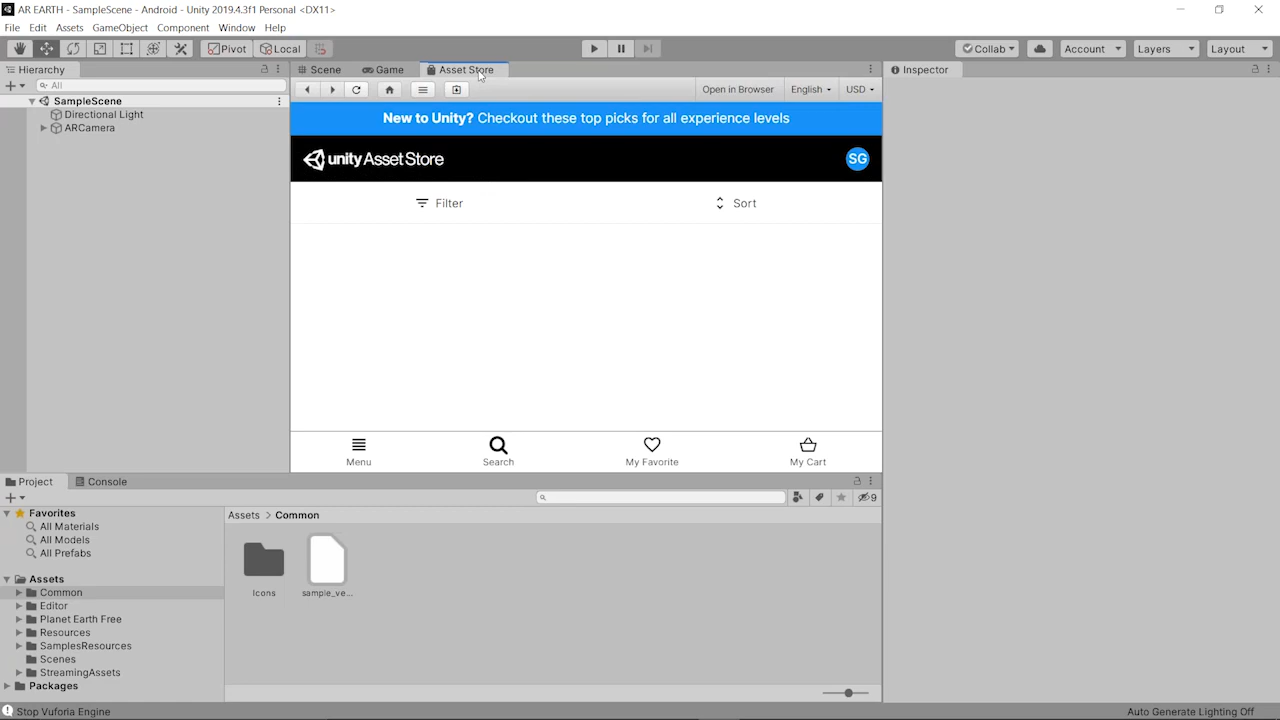 AR EARTH - SampleScene - Android - Unity 2019.4.3f1 Personal <DX11>
File Edit Assets GameObject Component Window Help
Pivot Local Collab Account Layers Layout
Hierarchy
All
SampleScene
Directional Light
ARCamera
Scene Game Asset Store
Open in Browser English USD
New to Unity? Checkout these top picks for all experience levels
unity Asset Store
SG
Filter Sort
Menu Search My Favorite My Cart
Inspector
Project Console
9
Favorites
All Materials
All Models
All Prefabs
Assets
Common
Editor
Planet Earth Free
Resources
SamplesResources
Scenes
StreamingAssets
Packages
Assets > Common
Icons sample_ve...
Stop Vuforia Engine
Auto Generate Lighting Off